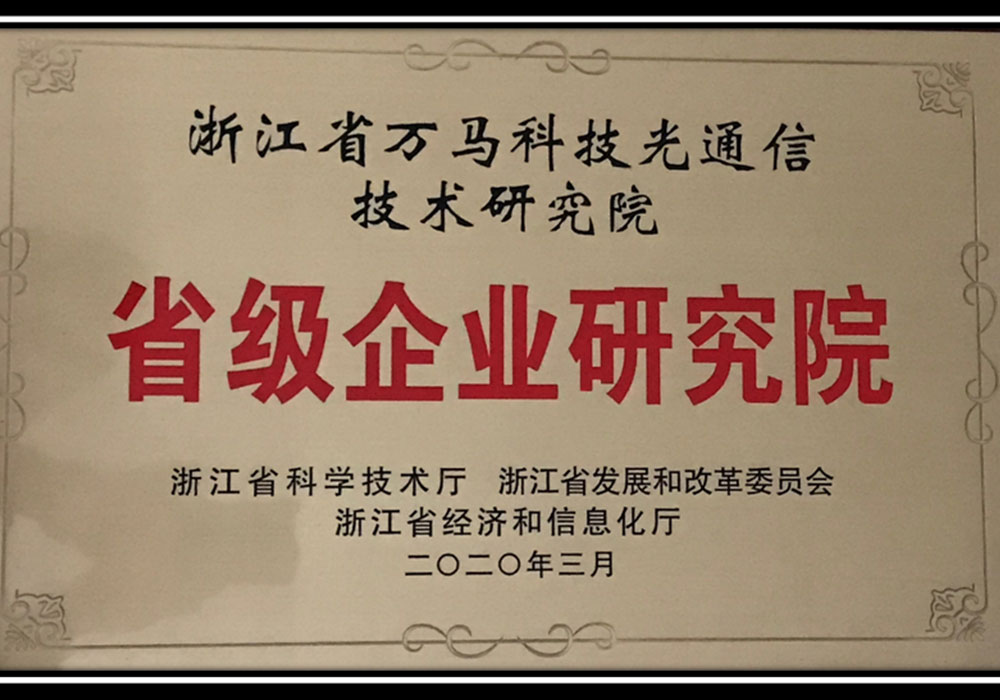 浙江省万马科技光通信
技术研究院
省级企业研究院
浙江省科学技术厅 浙江省发展和改革委员会
浙江省经济和信息化厅
二〇二〇年三月